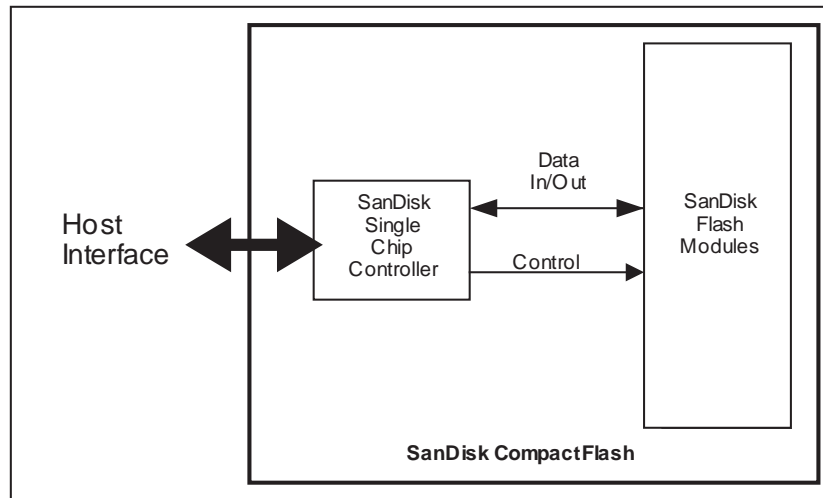 Host
Interface
SanDisk
Single
Chip
Controller
Data
In/Out
Control
SanDisk
Flash
Modules
SanDisk CompactFlash